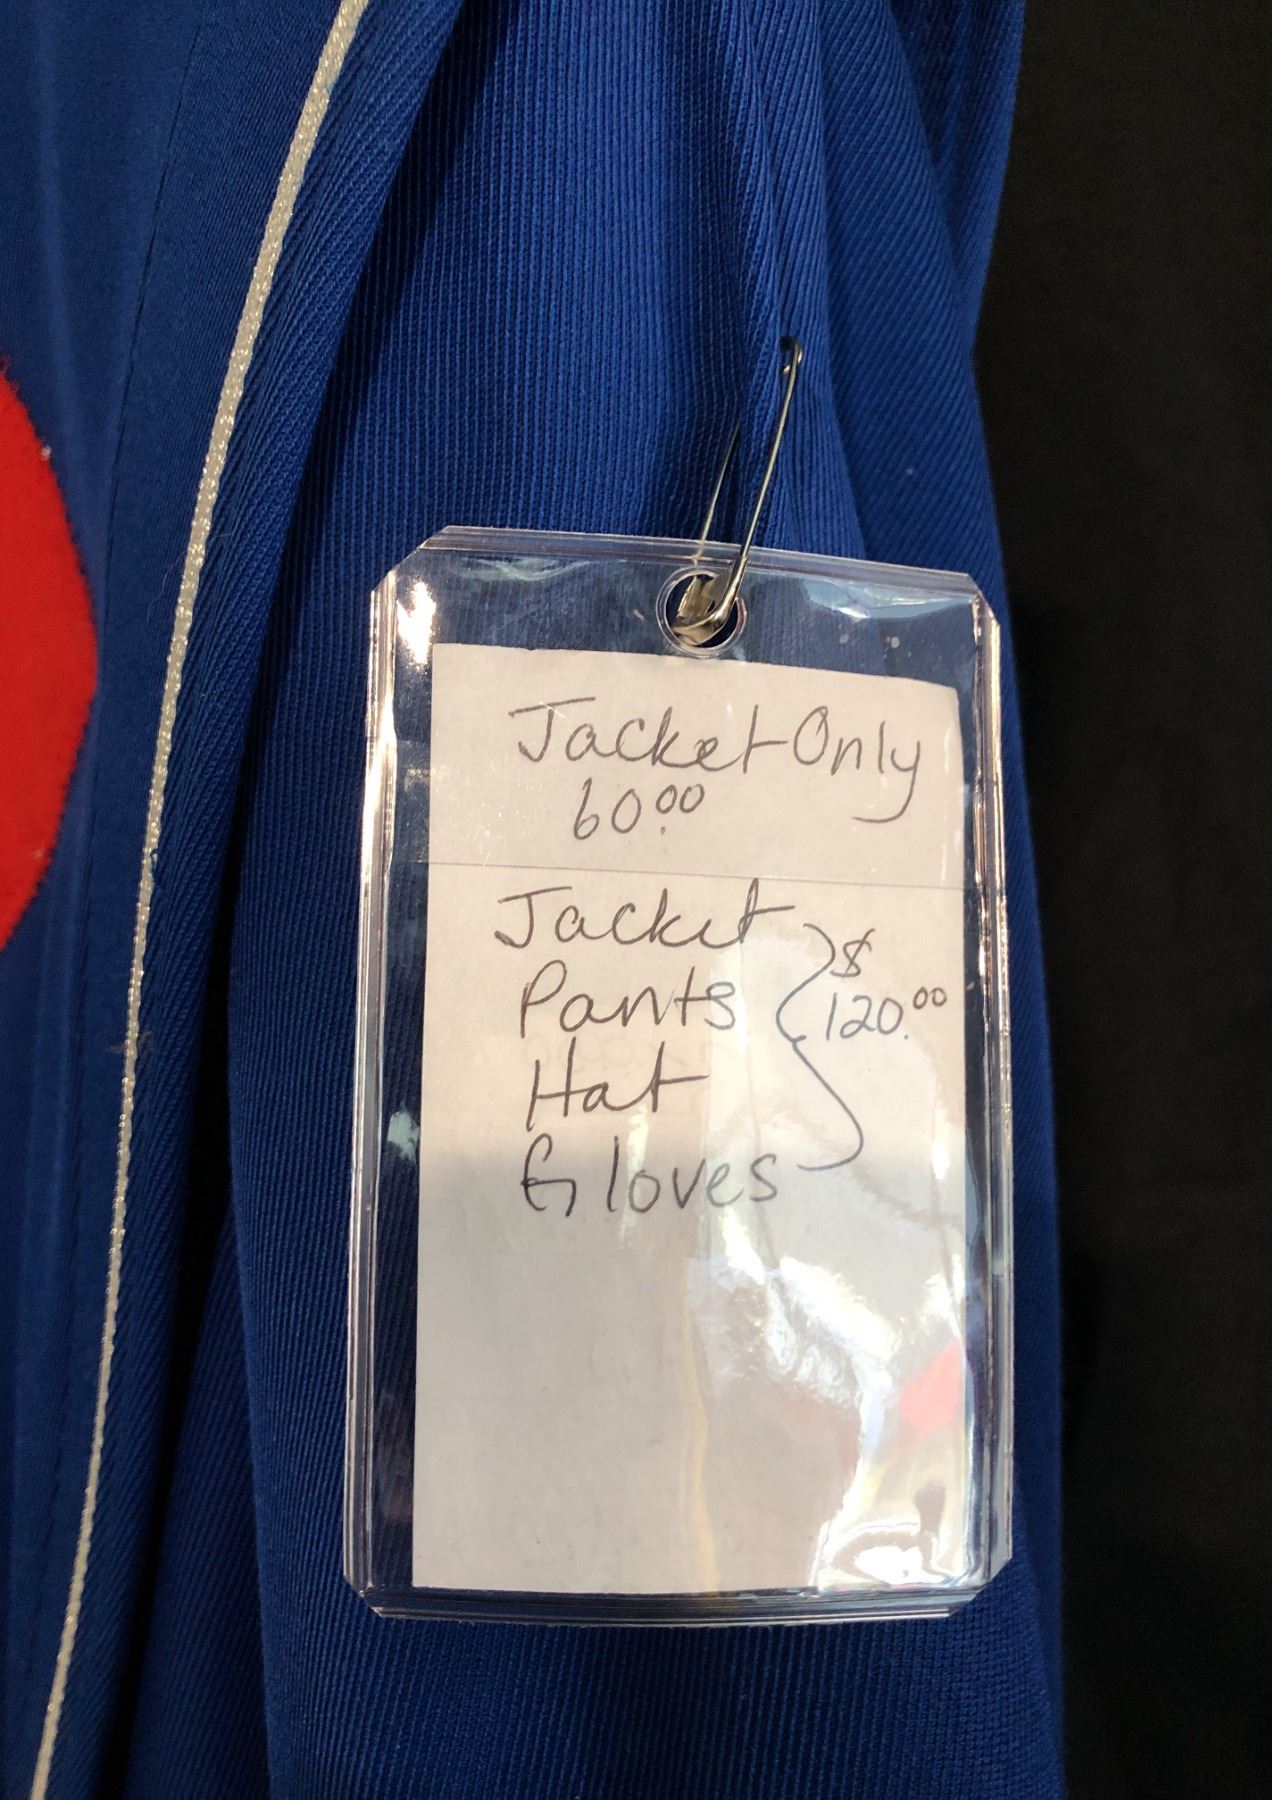 Jacket Only
60.00
Jacket
Pants
Hat
Gloves
$
120.00